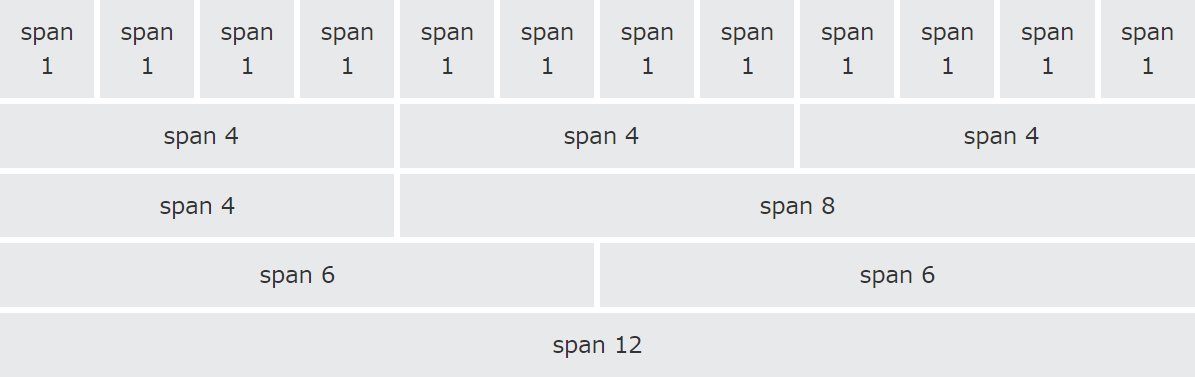 span span span span span span span span span span span span
1 1 1 1 1 1 1 1 1 1 1 1
span 4 span 4 span 4
span 4 span 8
span 6 span 6
span 12